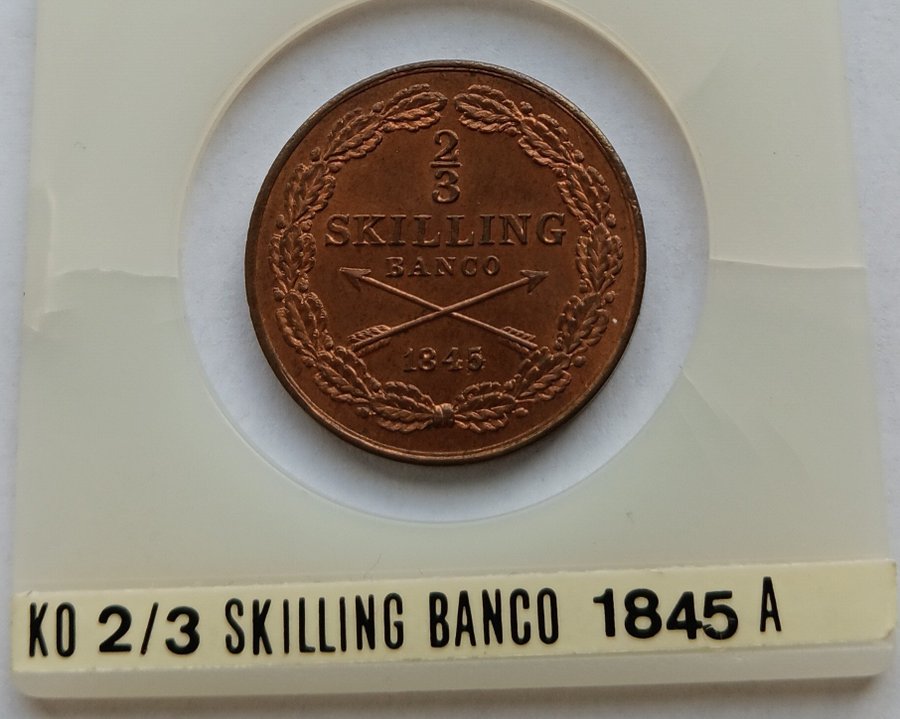 2
3
SKILLING
BANCO
1845
KO 2/3 SKILLING BANCO 1845 A